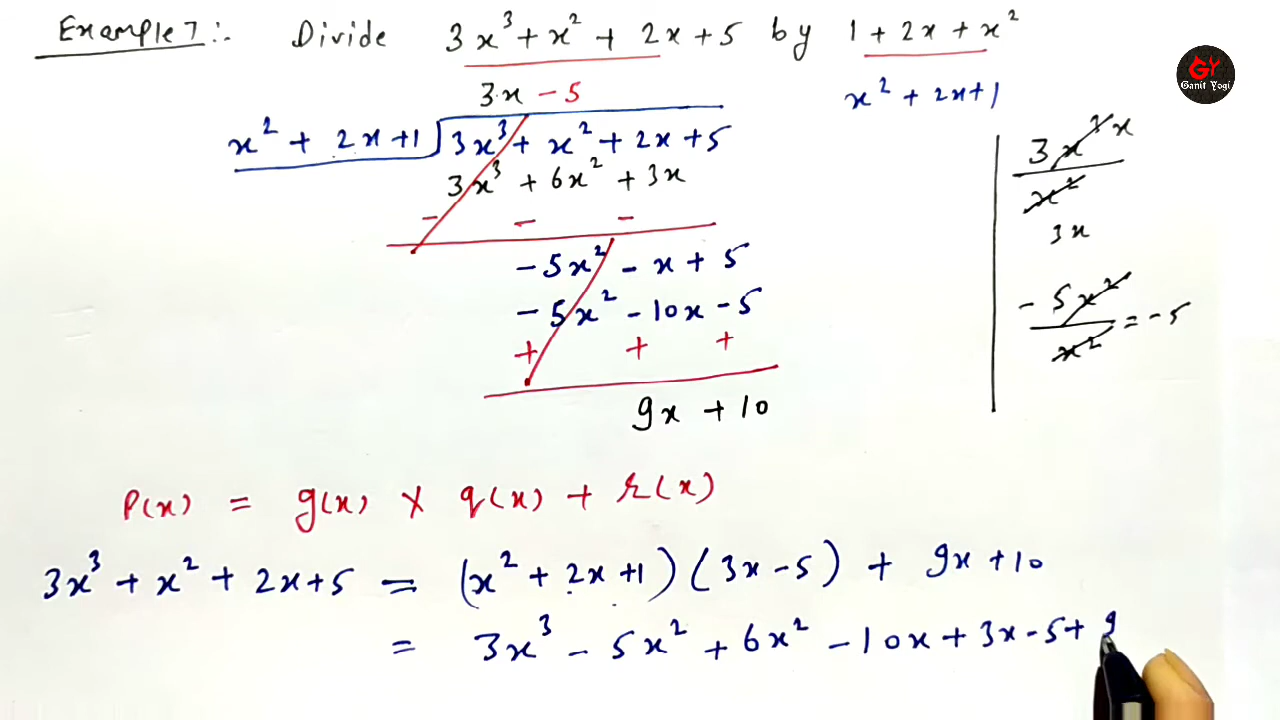 Example 7:- Divide 3x³ + x² + 2x + 5 by 1 + 2x + x²
GY
Ganit Yogi
x² + 2x + 1
3x - 5
x² + 2x + 1 ) 3x³ + x² + 2x + 5
3x³ + 6x² + 3x
- - -
-5x² - x + 5
-5x² - 10x - 5
+ + +
9x + 10
3x³ x
x²
3x
-5x²
x² = -5
P(x) = g(x) × q(x) + r(x)
3x³ + x² + 2x + 5 = (x² + 2x + 1) (3x - 5) + 9x + 10
= 3x³ - 5x² + 6x² - 10x + 3x - 5 + 9